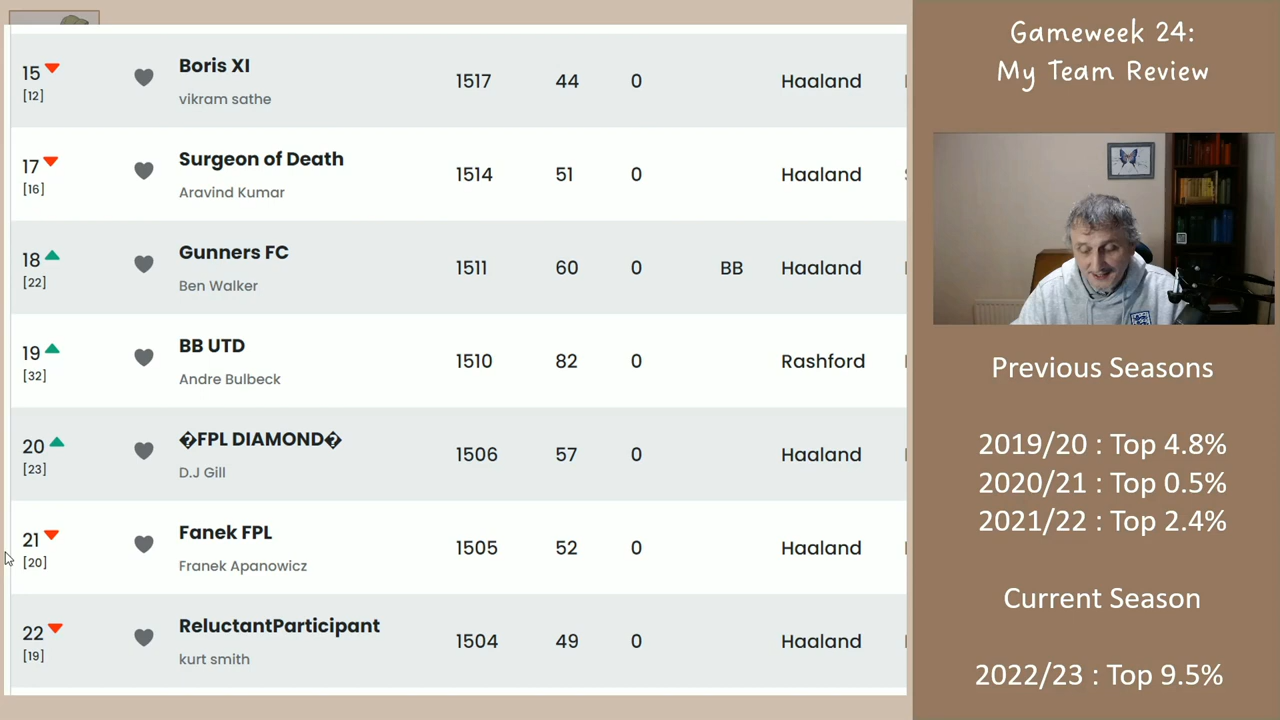 Gameweek 24:
My Team Review
15 Boris XI 1517 44 0 Haaland
[12] vikram sathe
17 Surgeon of Death 1514 51 0 Haaland
[16] Aravind Kumar
18 Gunners FC 1511 60 0 BB Haaland
[22] Ben Walker
19 BB UTD 1510 82 0 Rashford
[32] Andre Bulbeck
20 �FPL DIAMOND� 1506 57 0 Haaland
[23] D.J Gill
21 Fanek FPL 1505 52 0 Haaland
[20] Franek Apanowicz
22 ReluctantParticipant 1504 49 0 Haaland
[19] kurt smith
Previous Seasons
2019/20 : Top 4.8%
2020/21 : Top 0.5%
2021/22 : Top 2.4%
Current Season
2022/23 : Top 9.5%